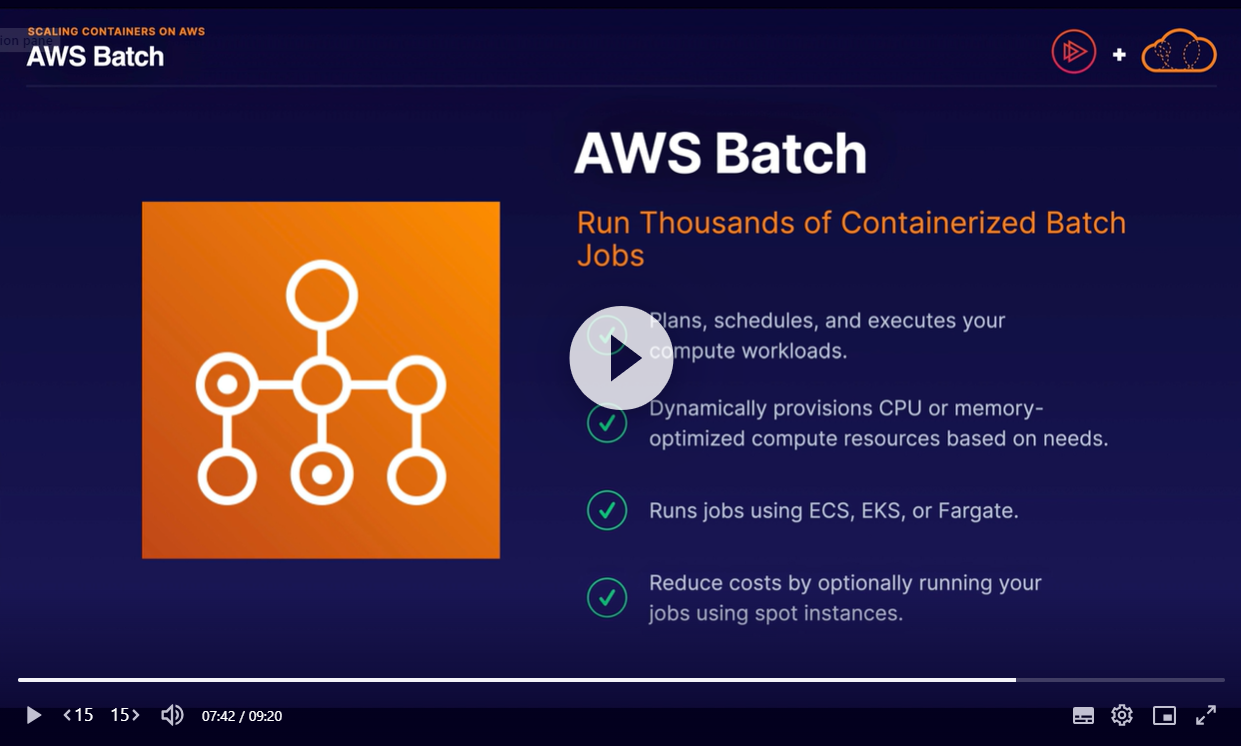 SCALING CONTAINERS ON AWS
ion pane
AWS Batch
AWS Batch
Run Thousands of Containerized Batch
Jobs
Plans, schedules, and executes your
compute workloads.
Dynamically provisions CPU or memory-
optimized compute resources based on needs.
Runs jobs using ECS, EKS, or Fargate.
Reduce costs by optionally running your
jobs using spot instances.
15 15 07:42 / 09:20